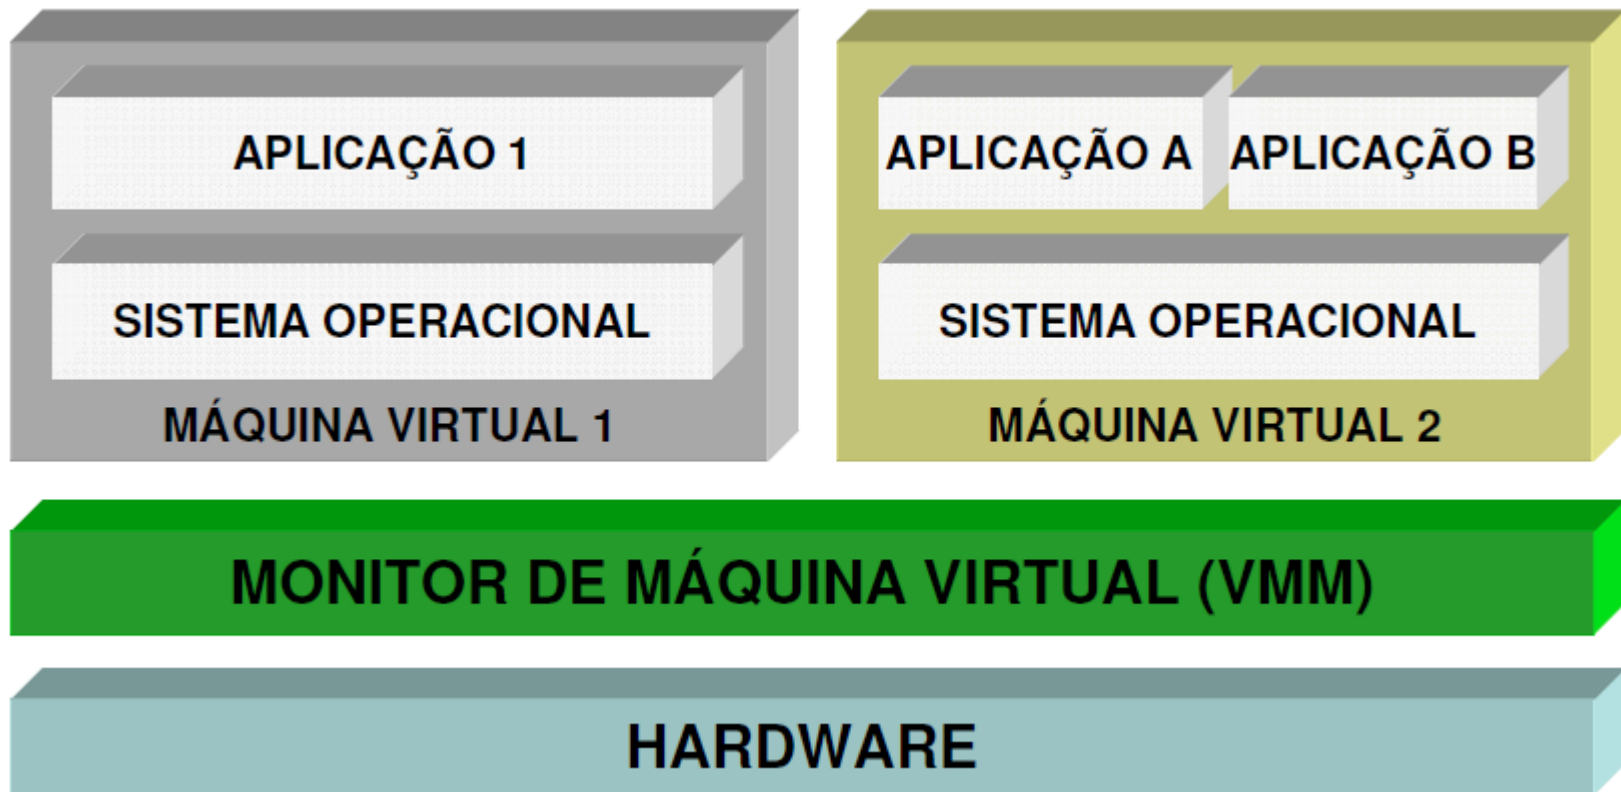 APLICAÇÃO 1
SISTEMA OPERACIONAL
MÁQUINA VIRTUAL 1
APLICAÇÃO A
APLICAÇÃO B
SISTEMA OPERACIONAL
MÁQUINA VIRTUAL 2
MONITOR DE MÁQUINA VIRTUAL (VMM)
HARDWARE